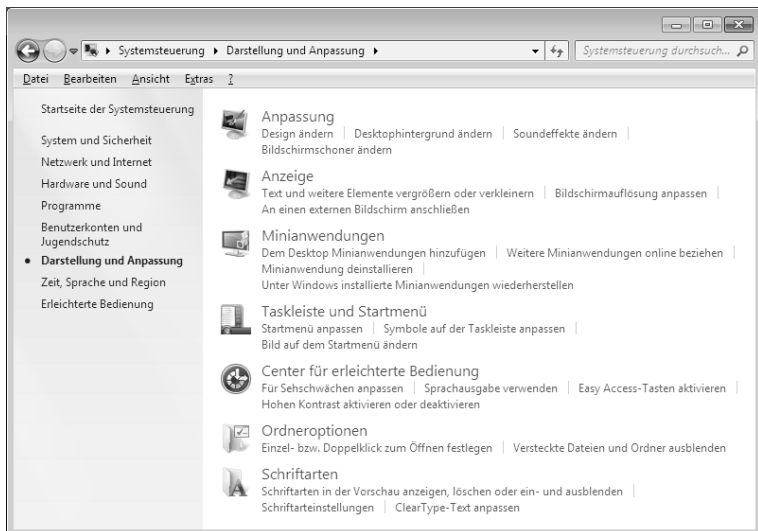 Systemsteuerung ▸ Darstellung und Anpassung ▸
Systemsteuerung durchsuch...
Datei Bearbeiten Ansicht Extras ?
Startseite der Systemsteuerung
System und Sicherheit
Netzwerk und Internet
Hardware und Sound
Programme
Benutzerkonten und
Jugendschutz
• Darstellung und Anpassung
Zeit, Sprache und Region
Erleichterte Bedienung
Anpassung
Design ändern | Desktophintergrund ändern | Soundeffekte ändern |
Bildschirmschoner ändern
Anzeige
Text und weitere Elemente vergrößern oder verkleinern | Bildschirmauflösung anpassen |
An einen externen Bildschirm anschließen
Minianwendungen
Dem Desktop Minianwendungen hinzufügen | Weitere Minianwendungen online beziehen |
Minianwendung deinstallieren |
Unter Windows installierte Minianwendungen wiederherstellen
Taskleiste und Startmenü
Startmenü anpassen | Symbole auf der Taskleiste anpassen |
Bild auf dem Startmenü ändern
Center für erleichterte Bedienung
Für Sehschwächen anpassen | Sprachausgabe verwenden | Easy Access-Tasten aktivieren |
Hohen Kontrast aktivieren oder deaktivieren
Ordneroptionen
Einzel- bzw. Doppelklick zum Öffnen festlegen | Versteckte Dateien und Ordner ausblenden
Schriftarten
Schriftarten in der Vorschau anzeigen, löschen oder ein- und ausblenden |
Schriftarteinstellungen | ClearType-Text anpassen